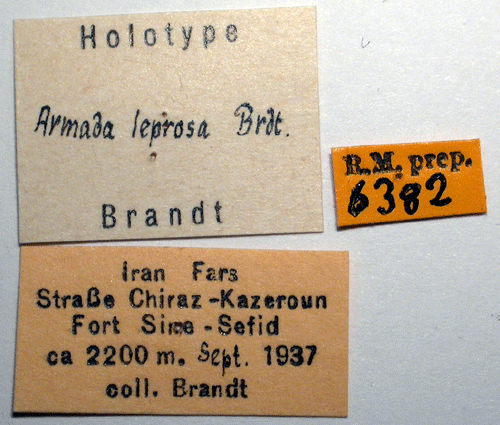 Holotype
Armada leprosa Brdt.
Brandt
R.M. prep.
6382
Iran Fars
Straße Chiraz-Kazeroun
Fort Sine-Sefid
ca 2200 m. Sept. 1937
coll. Brandt